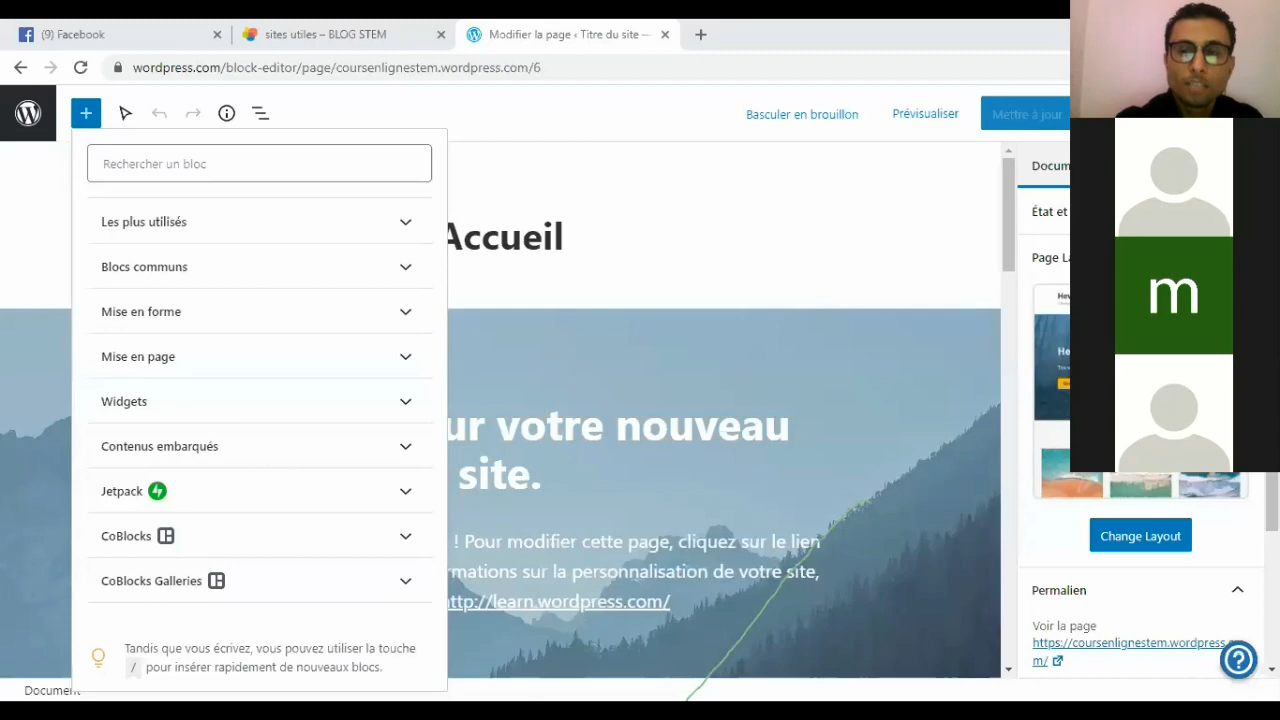 (9) Facebook
sites utiles – BLOG STEM
Modifier la page ‹ Titre du site —
wordpress.com/block-editor/page/coursenlignestem.wordpress.com/6
Basculer en brouillon
Prévisualiser
Mettre à jour
Rechercher un bloc
Les plus utilisés
Blocs communs
Mise en forme
Mise en page
Widgets
Contenus embarqués
Jetpack
CoBlocks
CoBlocks Galleries
Tandis que vous écrivez, vous pouvez utiliser la touche
/ pour insérer rapidement de nouveaux blocs.
Document
Accueil
ur votre nouveau
site.
! Pour modifier cette page, cliquez sur le lien
rmations sur la personnalisation de votre site,
ttp://learn.wordpress.com/
Docum
État et
Page La
Change Layout
Permalien
Voir la page
https://coursenlignestem.wordpress.
m/
m